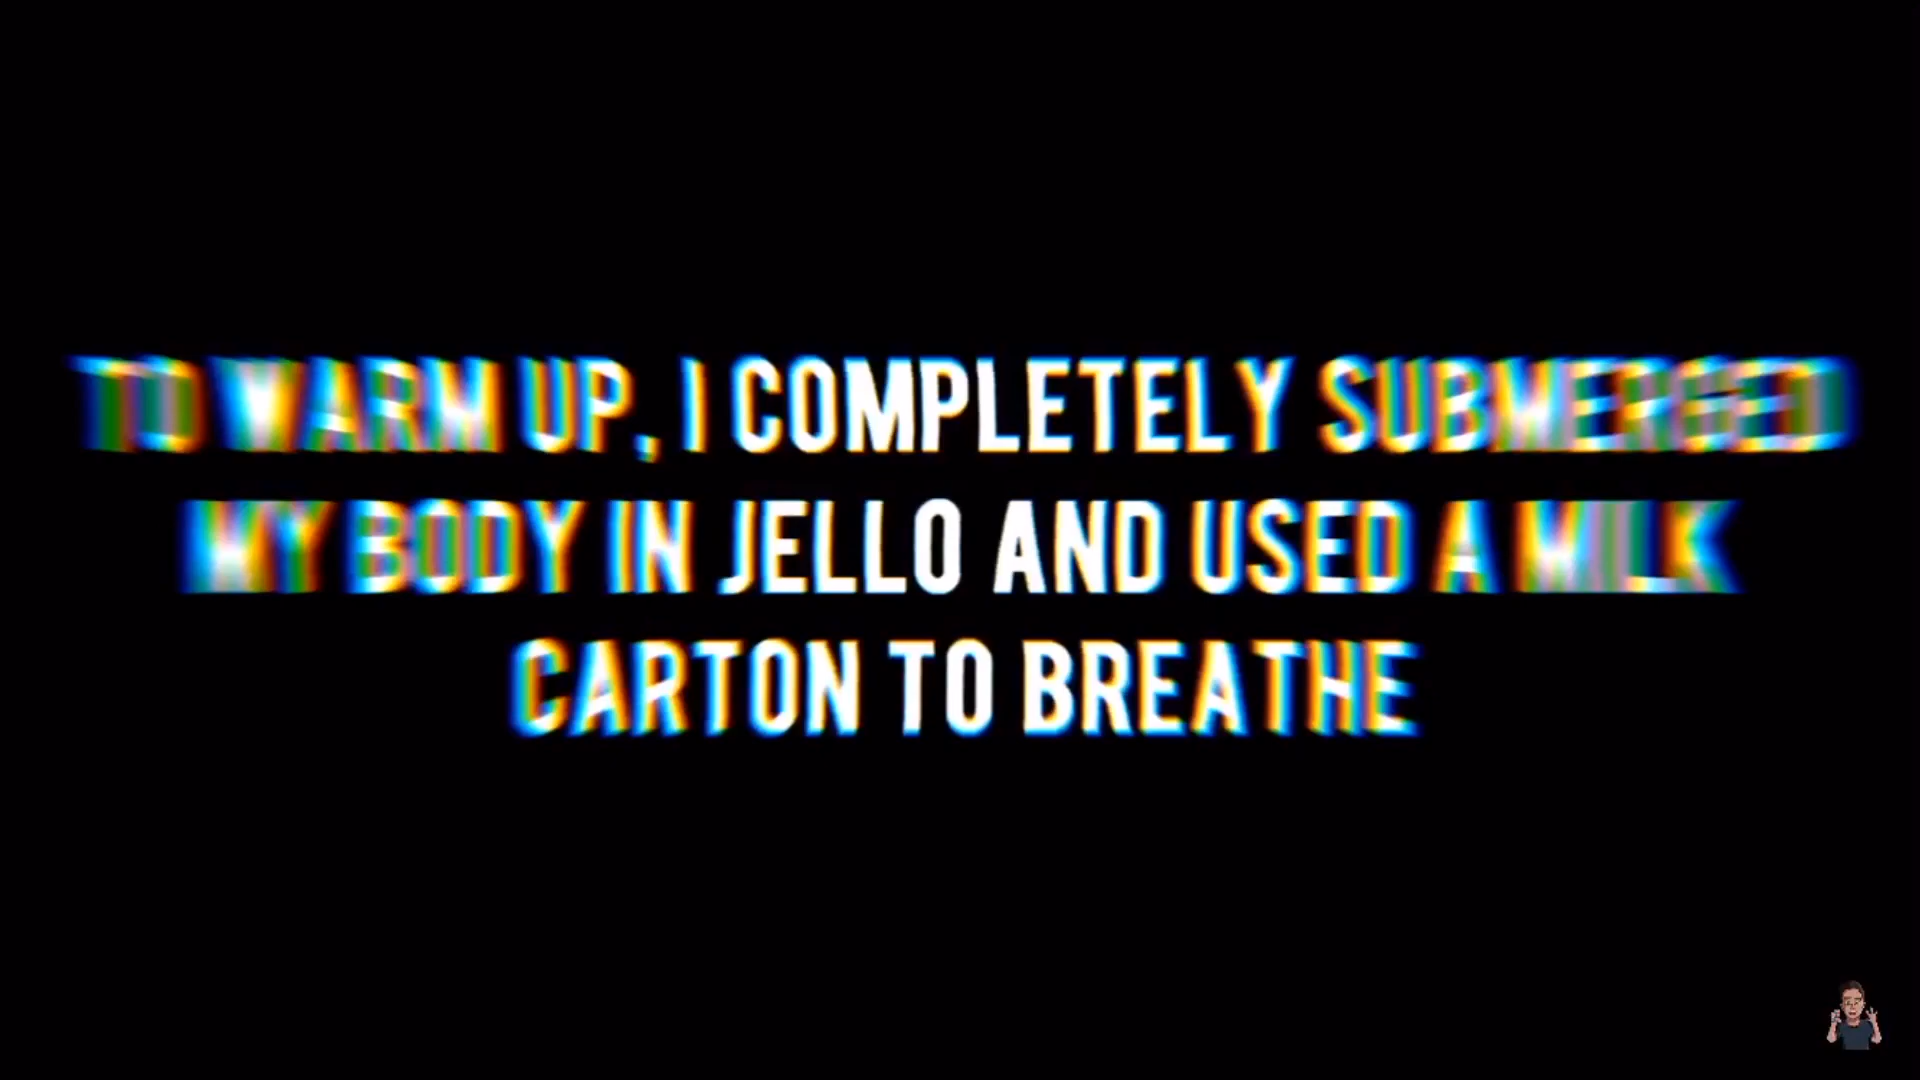 TO WARM UP, I COMPLETELY SUBMERGED
MY BODY IN JELLO AND USED A MILK
CARTON TO BREATHE